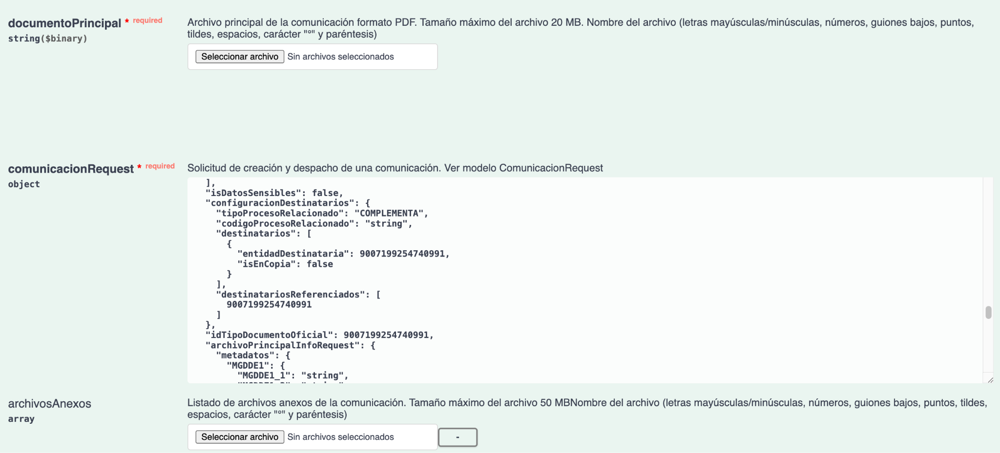 documentoPrincipal * required
string($binary)
Archivo principal de la comunicación formato PDF. Tamaño máximo del archivo 20 MB. Nombre del archivo (letras mayúsculas/minúsculas, números, guiones bajos, puntos,
tildes, espacios, carácter "°" y paréntesis)
Seleccionar archivo Sin archivos seleccionados
comunicacionRequest * required
object
Solicitud de creación y despacho de una comunicación. Ver modelo ComunicacionRequest
],
"isDatosSensibles": false,
"configuracionDestinatarios": {
"tipoProcesoRelacionado": "COMPLEMENTA",
"codigoProcesoRelacionado": "string",
"destinatarios": [
{
"entidadDestinataria": 9007199254740991,
"isEnCopia": false
}
],
"destinatariosReferenciados": [
9007199254740991
]
},
"idTipoDocumentoOficial": 9007199254740991,
"archivoPrincipalInfoRequest": {
"metadatos": {
"MGDDE1": {
"MGDDE1_1": "string",
archivosAnexos
array
Listado de archivos anexos de la comunicación. Tamaño máximo del archivo 50 MBNombre del archivo (letras mayúsculas/minúsculas, números, guiones bajos, puntos, tildes,
espacios, carácter "°" y paréntesis)
Seleccionar archivo Sin archivos seleccionados -